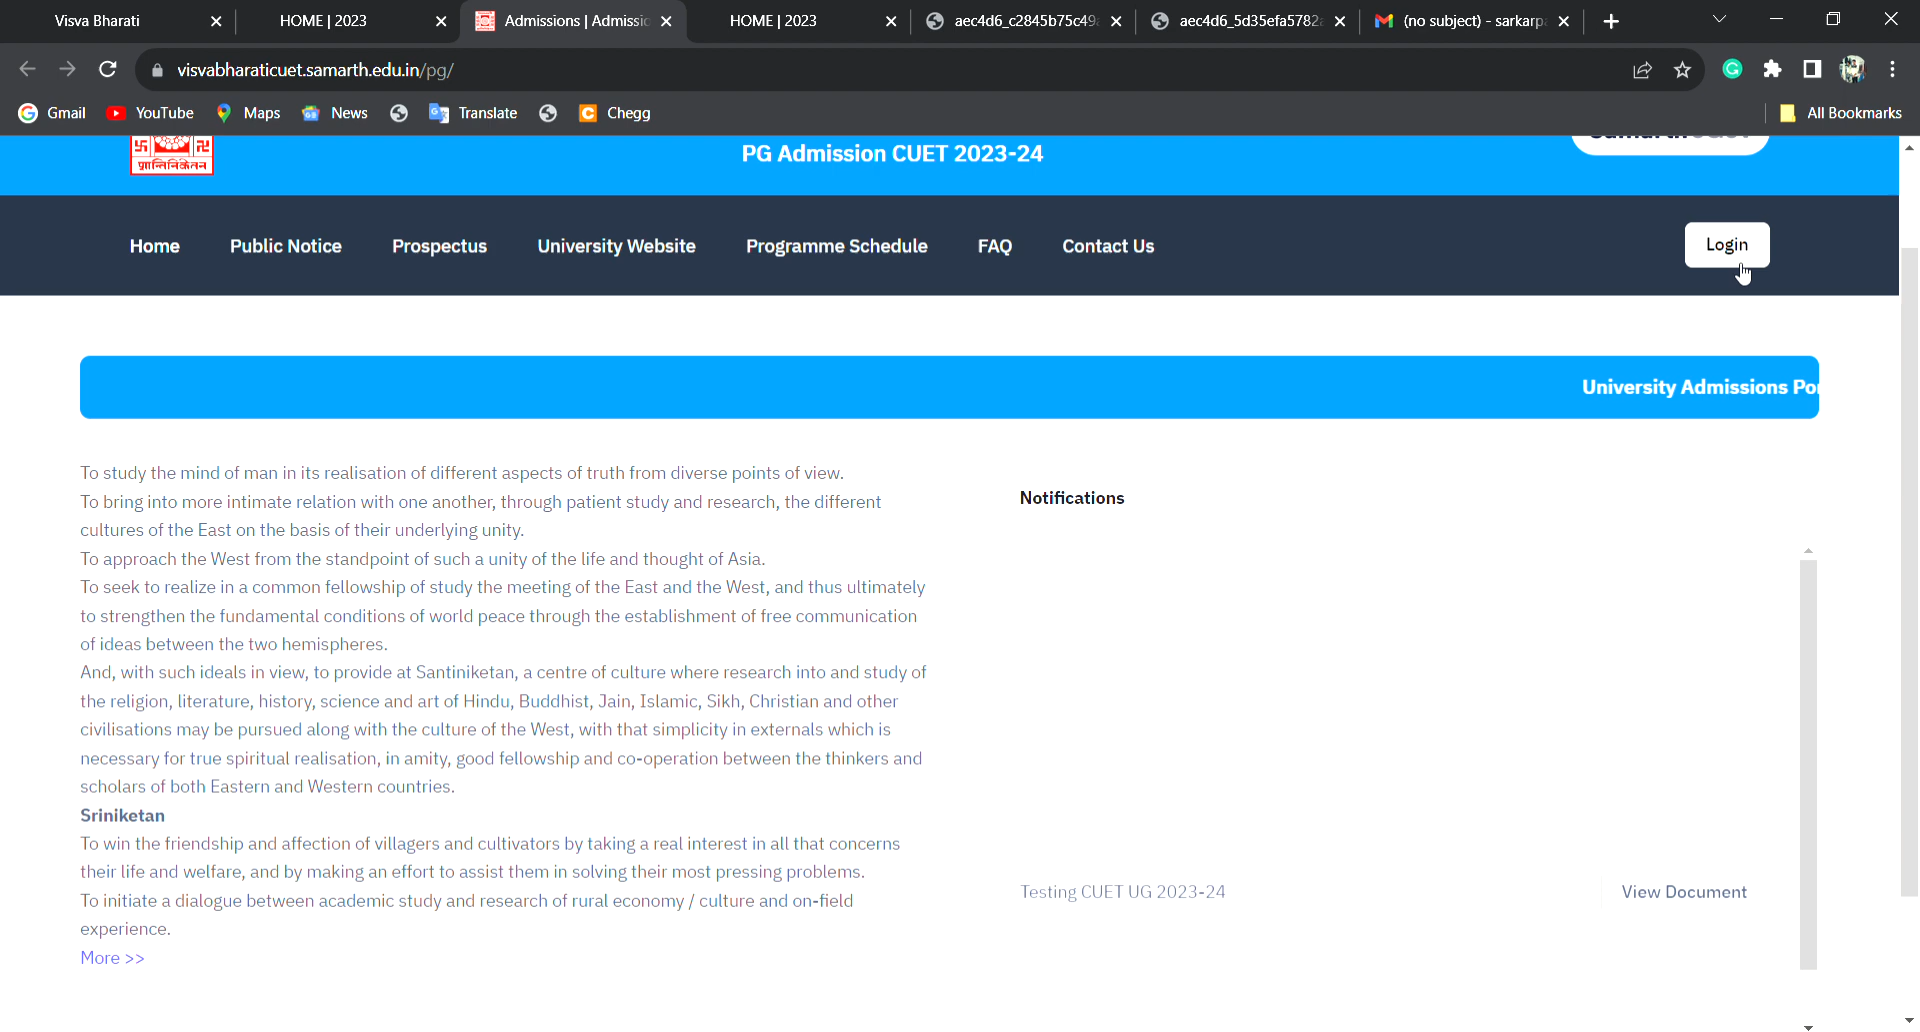 Visva Bharati
HOME | 2023
Admissions | Admissio
HOME | 2023
aec4d6_c2845b75c49
aec4d6_5d35efa5782
(no subject) - sarkarp
visvabharaticuet.samarth.edu.in/pg/
Gmail
YouTube
Maps
News
Translate
Chegg
All Bookmarks
PG Admission CUET 2023-24
Home
Public Notice
Prospectus
University Website
Programme Schedule
FAQ
Contact Us
Login
University Admissions Po
To study the mind of man in its realisation of different aspects of truth from diverse points of view.
To bring into more intimate relation with one another, through patient study and research, the different
cultures of the East on the basis of their underlying unity.
To approach the West from the standpoint of such a unity of the life and thought of Asia.
To seek to realize in a common fellowship of study the meeting of the East and the West, and thus ultimately
to strengthen the fundamental conditions of world peace through the establishment of free communication
of ideas between the two hemispheres.
And, with such ideals in view, to provide at Santiniketan, a centre of culture where research into and study of
the religion, literature, history, science and art of Hindu, Buddhist, Jain, Islamic, Sikh, Christian and other
civilisations may be pursued along with the culture of the West, with that simplicity in externals which is
necessary for true spiritual realisation, in amity, good fellowship and co-operation between the thinkers and
scholars of both Eastern and Western countries.
Sriniketan
To win the friendship and affection of villagers and cultivators by taking a real interest in all that concerns
their life and welfare, and by making an effort to assist them in solving their most pressing problems.
To initiate a dialogue between academic study and research of rural economy / culture and on-field
experience.
More >>
Notifications
Testing CUET UG 2023-24
View Document